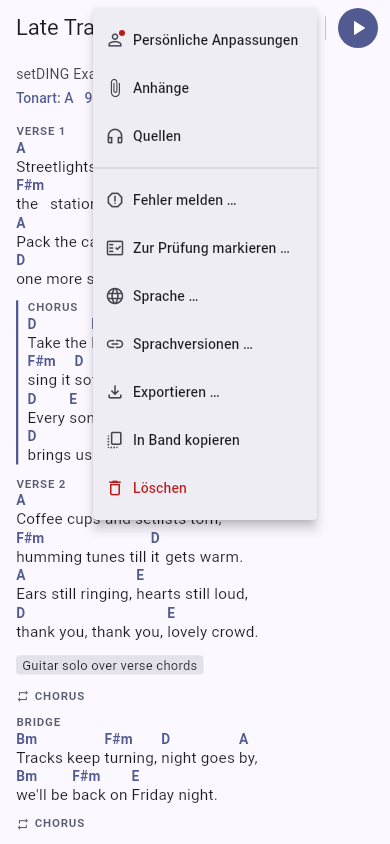 Late Tra
setDING Exa
Tonart: A 9
VERSE 1
A
Streetlights
F#m
the station
A
Pack the ca
D
one more s
CHORUS
D
Take the
F#m D
sing it so
D E
Every son
D
brings us
VERSE 2
A
Coffee cups and setlists torn,
F#m D
humming tunes till it gets warm.
A E
Ears still ringing, hearts still loud,
D E
thank you, thank you, lovely crowd.
Guitar solo over verse chords
CHORUS
BRIDGE
Bm F#m D A
Tracks keep turning, night goes by,
Bm F#m E
we'll be back on Friday night.
CHORUS
Persönliche Anpassungen
Anhänge
Quellen
Fehler melden …
Zur Prüfung markieren …
Sprache …
Sprachversionen …
Exportieren …
In Band kopieren
Löschen